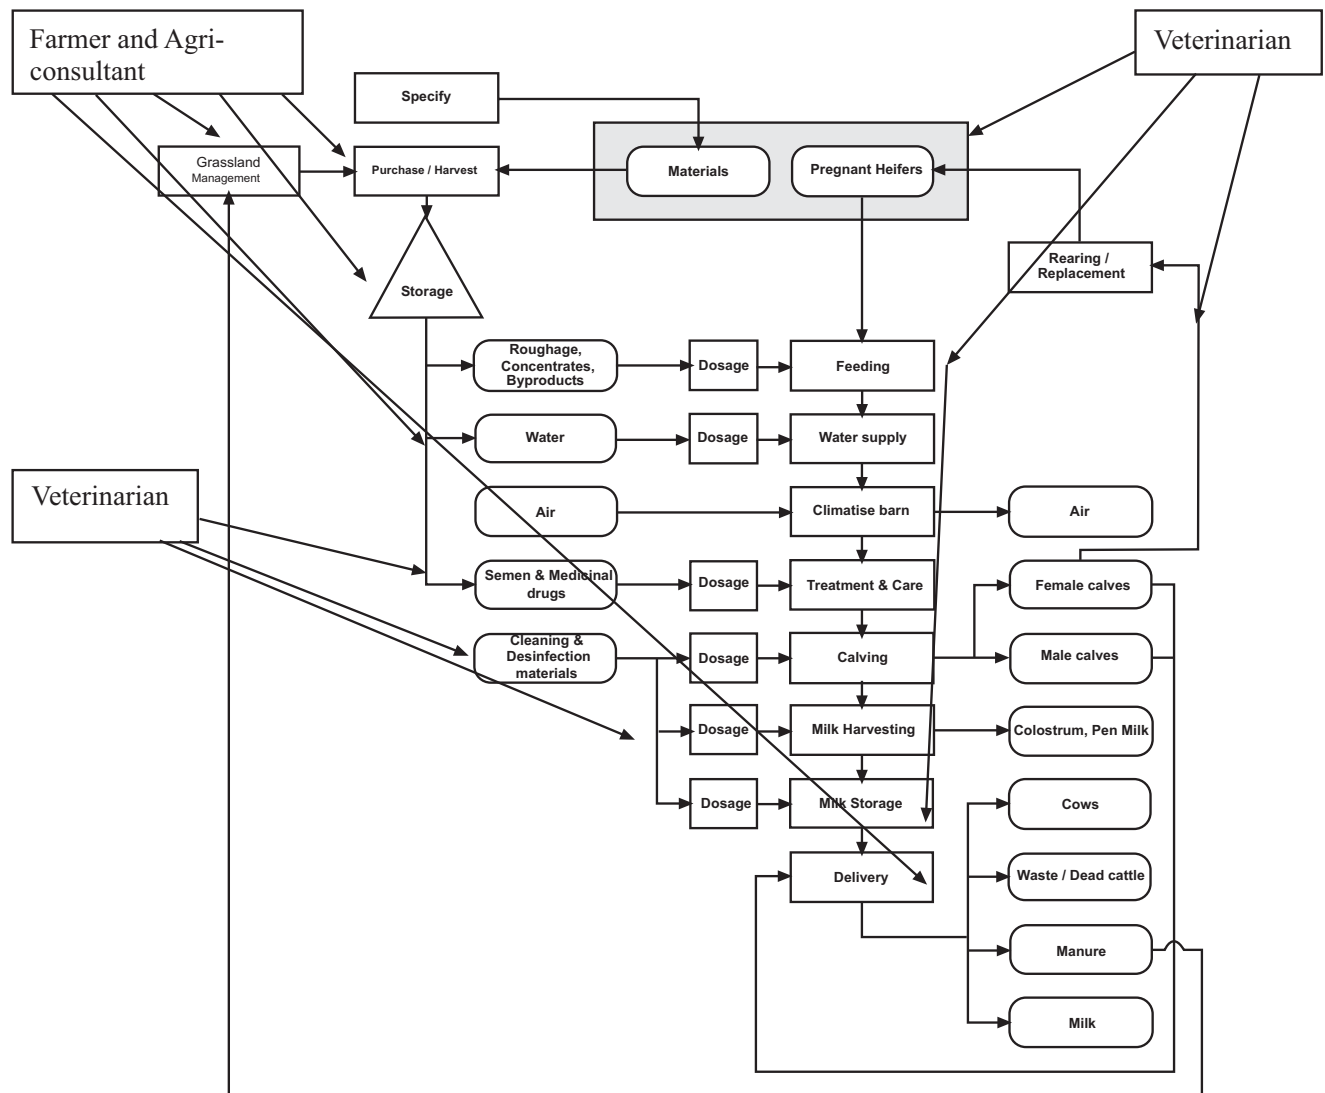 Farmer and Agri-
consultant
Veterinarian
Specify
Grassland
Management
Purchase / Harvest
Materials
Pregnant Heifers
Rearing /
Replacement
Storage
Roughage,
Concentrates,
Byproducts
Dosage
Feeding
Water
Dosage
Water supply
Veterinarian
Air
Climatise barn
Air
Semen & Medicinal
drugs
Dosage
Treatment & Care
Female calves
Cleaning &
Desinfection
materials
Dosage
Calving
Male calves
Dosage
Milk Harvesting
Colostrum, Pen Milk
Dosage
Milk Storage
Cows
Delivery
Waste / Dead cattle
Manure
Milk